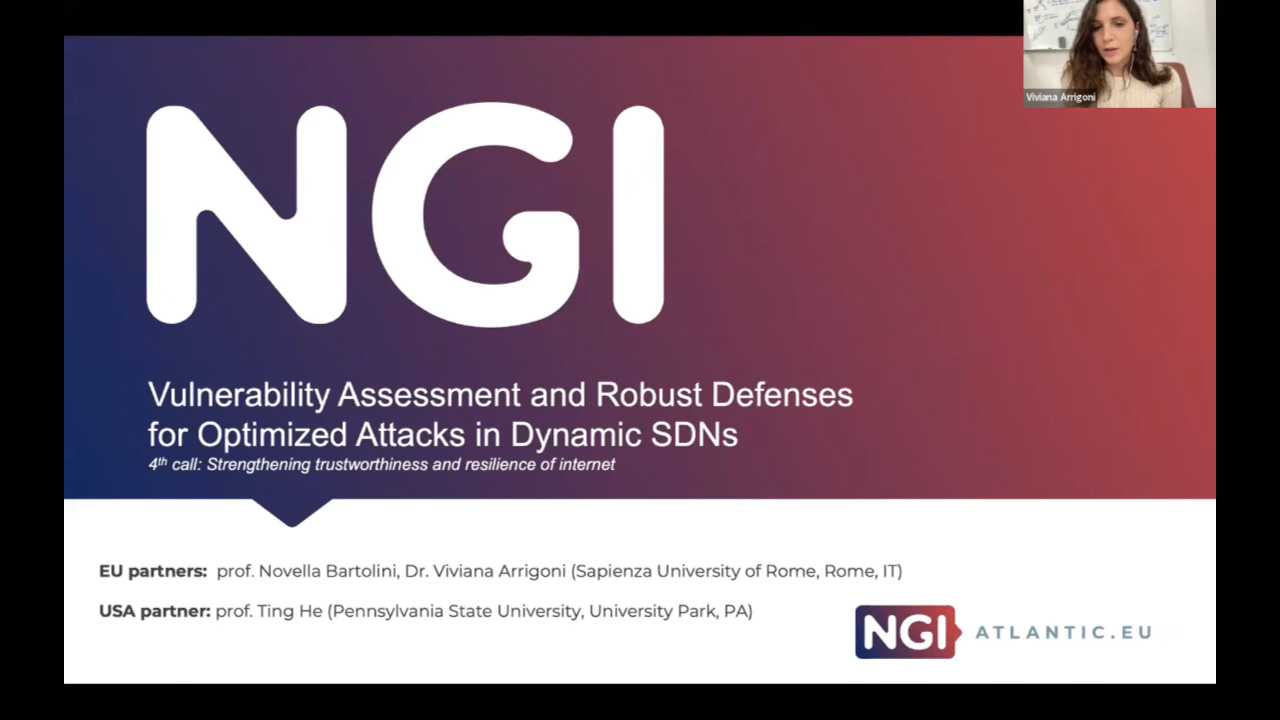 NGI
Viviana Arrigoni
Vulnerability Assessment and Robust Defenses
for Optimized Attacks in Dynamic SDNs
4th call: Strengthening trustworthiness and resilience of internet
EU partners: prof. Novella Bartolini, Dr. Viviana Arrigoni (Sapienza University of Rome, Rome, IT)
USA partner: prof. Ting He (Pennsylvania State University, University Park, PA)
NGI ATLANTIC.EU